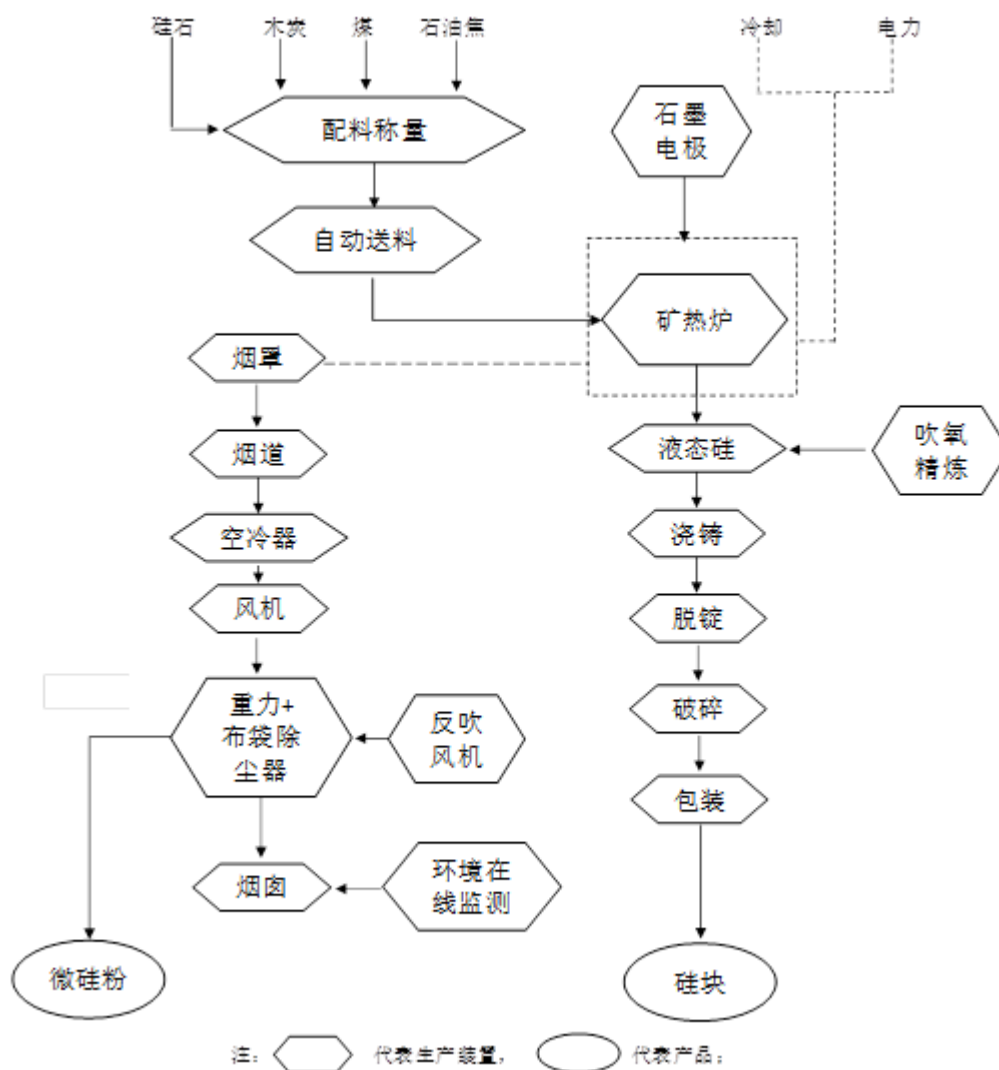 硅石
木炭
煤
石油焦
冷却
电力
配料称量
石墨
电极
自动送料
矿热炉
烟罩
烟道
液态硅
吹氧
精炼
空冷器
浇铸
风机
脱锭
重力+
布袋除
尘器
反吹
风机
破碎
包装
烟囱
环境在
线监测
微硅粉
硅块
注：
代表生产装置，
代表产品；